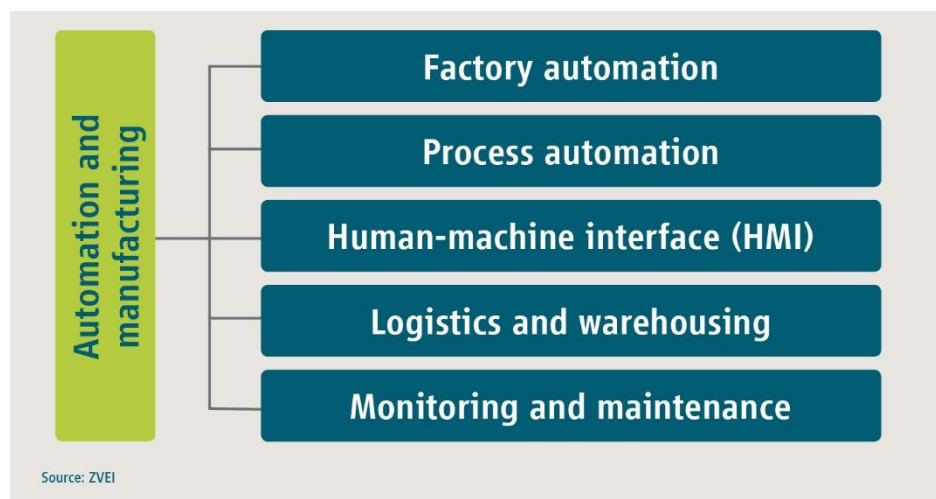 Automation and
manufacturing
Factory automation
Process automation
Human-machine interface (HMI)
Logistics and warehousing
Monitoring and maintenance
Source: ZVEI